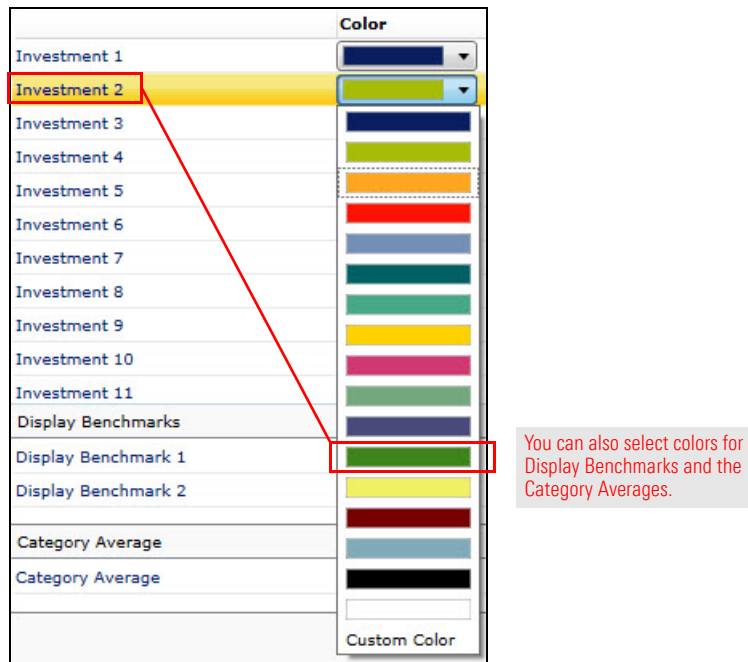 Color
Investment 1
Investment 2
Investment 3
Investment 4
Investment 5
Investment 6
Investment 7
Investment 8
Investment 9
Investment 10
Investment 11
Display Benchmarks
Display Benchmark 1
Display Benchmark 2
Category Average
Category Average
Custom Color
You can also select colors for
Display Benchmarks and the
Category Averages.